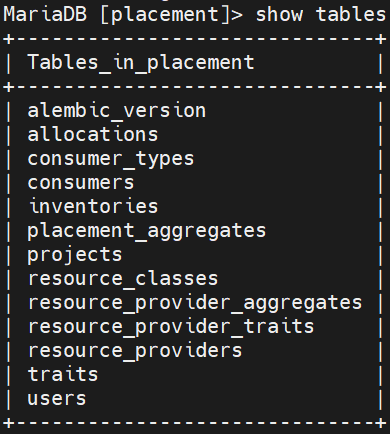 MariaDB [placement]> show tables
+------------------------------+
| Tables_in_placement          |
+------------------------------+
| alembic_version              |
| allocations                  |
| consumer_types               |
| consumers                    |
| inventories                  |
| placement_aggregates         |
| projects                     |
| resource_classes             |
| resource_provider_aggregates |
| resource_provider_traits     |
| resource_providers           |
| traits                       |
| users                        |
+------------------------------+